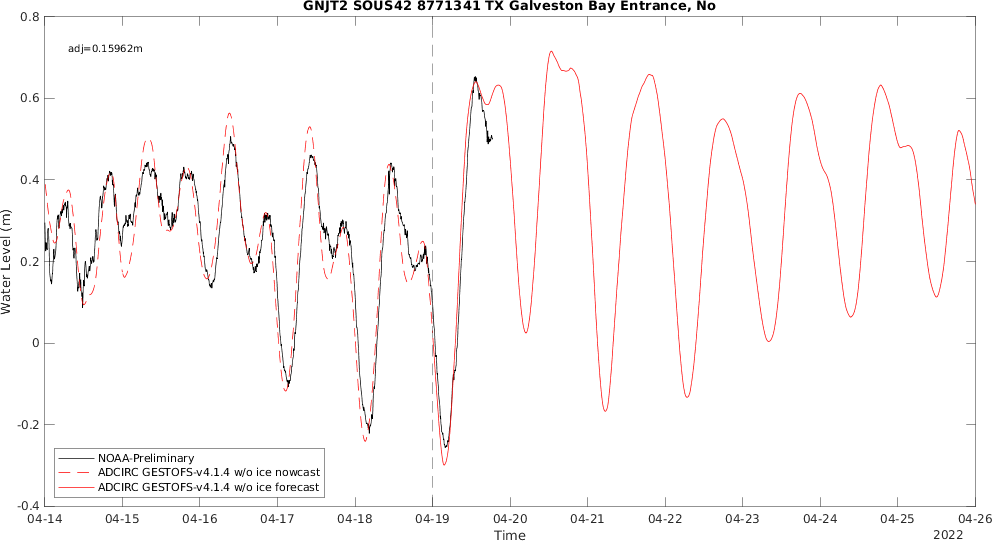 GNJT2 SOUS42 8771341 TX Galveston Bay Entrance, No
adj=0.15962m
Water Level (m)
0.8
0.6
0.4
0.2
0
-0.2
-0.4
NOAA-Preliminary
ADCIRC GESTOFS-v4.1.4 w/o ice nowcast
ADCIRC GESTOFS-v4.1.4 w/o ice forecast
04-14 04-15 04-16 04-17 04-18 04-19 04-20 04-21 04-22 04-23 04-24 04-25 04-26
Time
2022